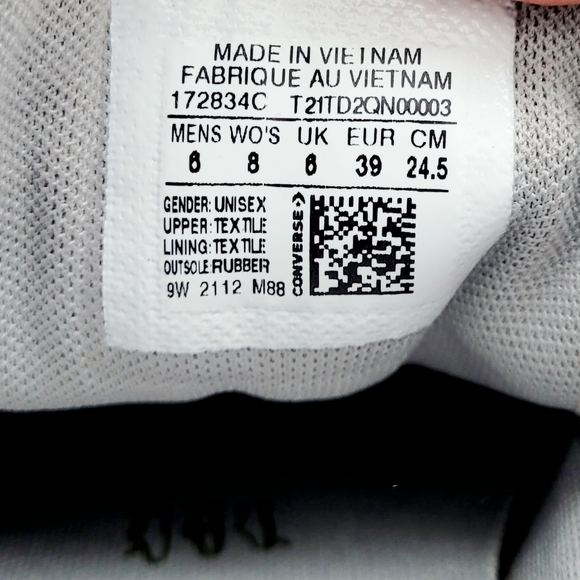 MADE IN VIETNAM
FABRIQUE AU VIETNAM
172834C T21TD2QN00003
MENS WO'S UK EUR CM
6 8 6 39 24.5
GENDER: UNISEX
UPPER: TEXTILE
LINING: TEXTILE
OUTSOLE: RUBBER
9W 2112 M88
CONVERSE